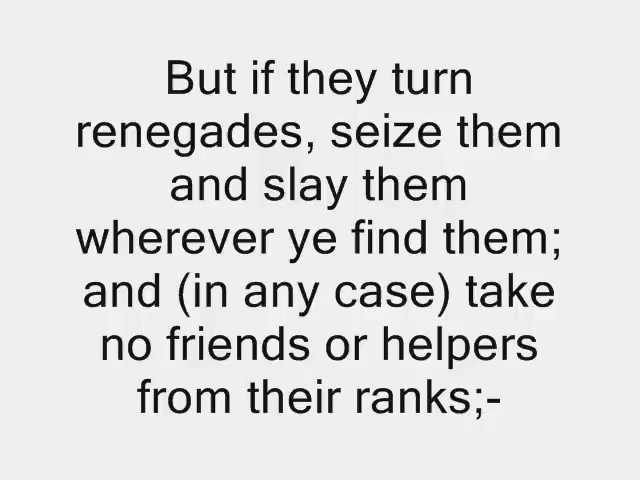 But if they turn
renegades, seize them
and slay them
wherever ye find them;
and (in any case) take
no friends or helpers
from their ranks;-